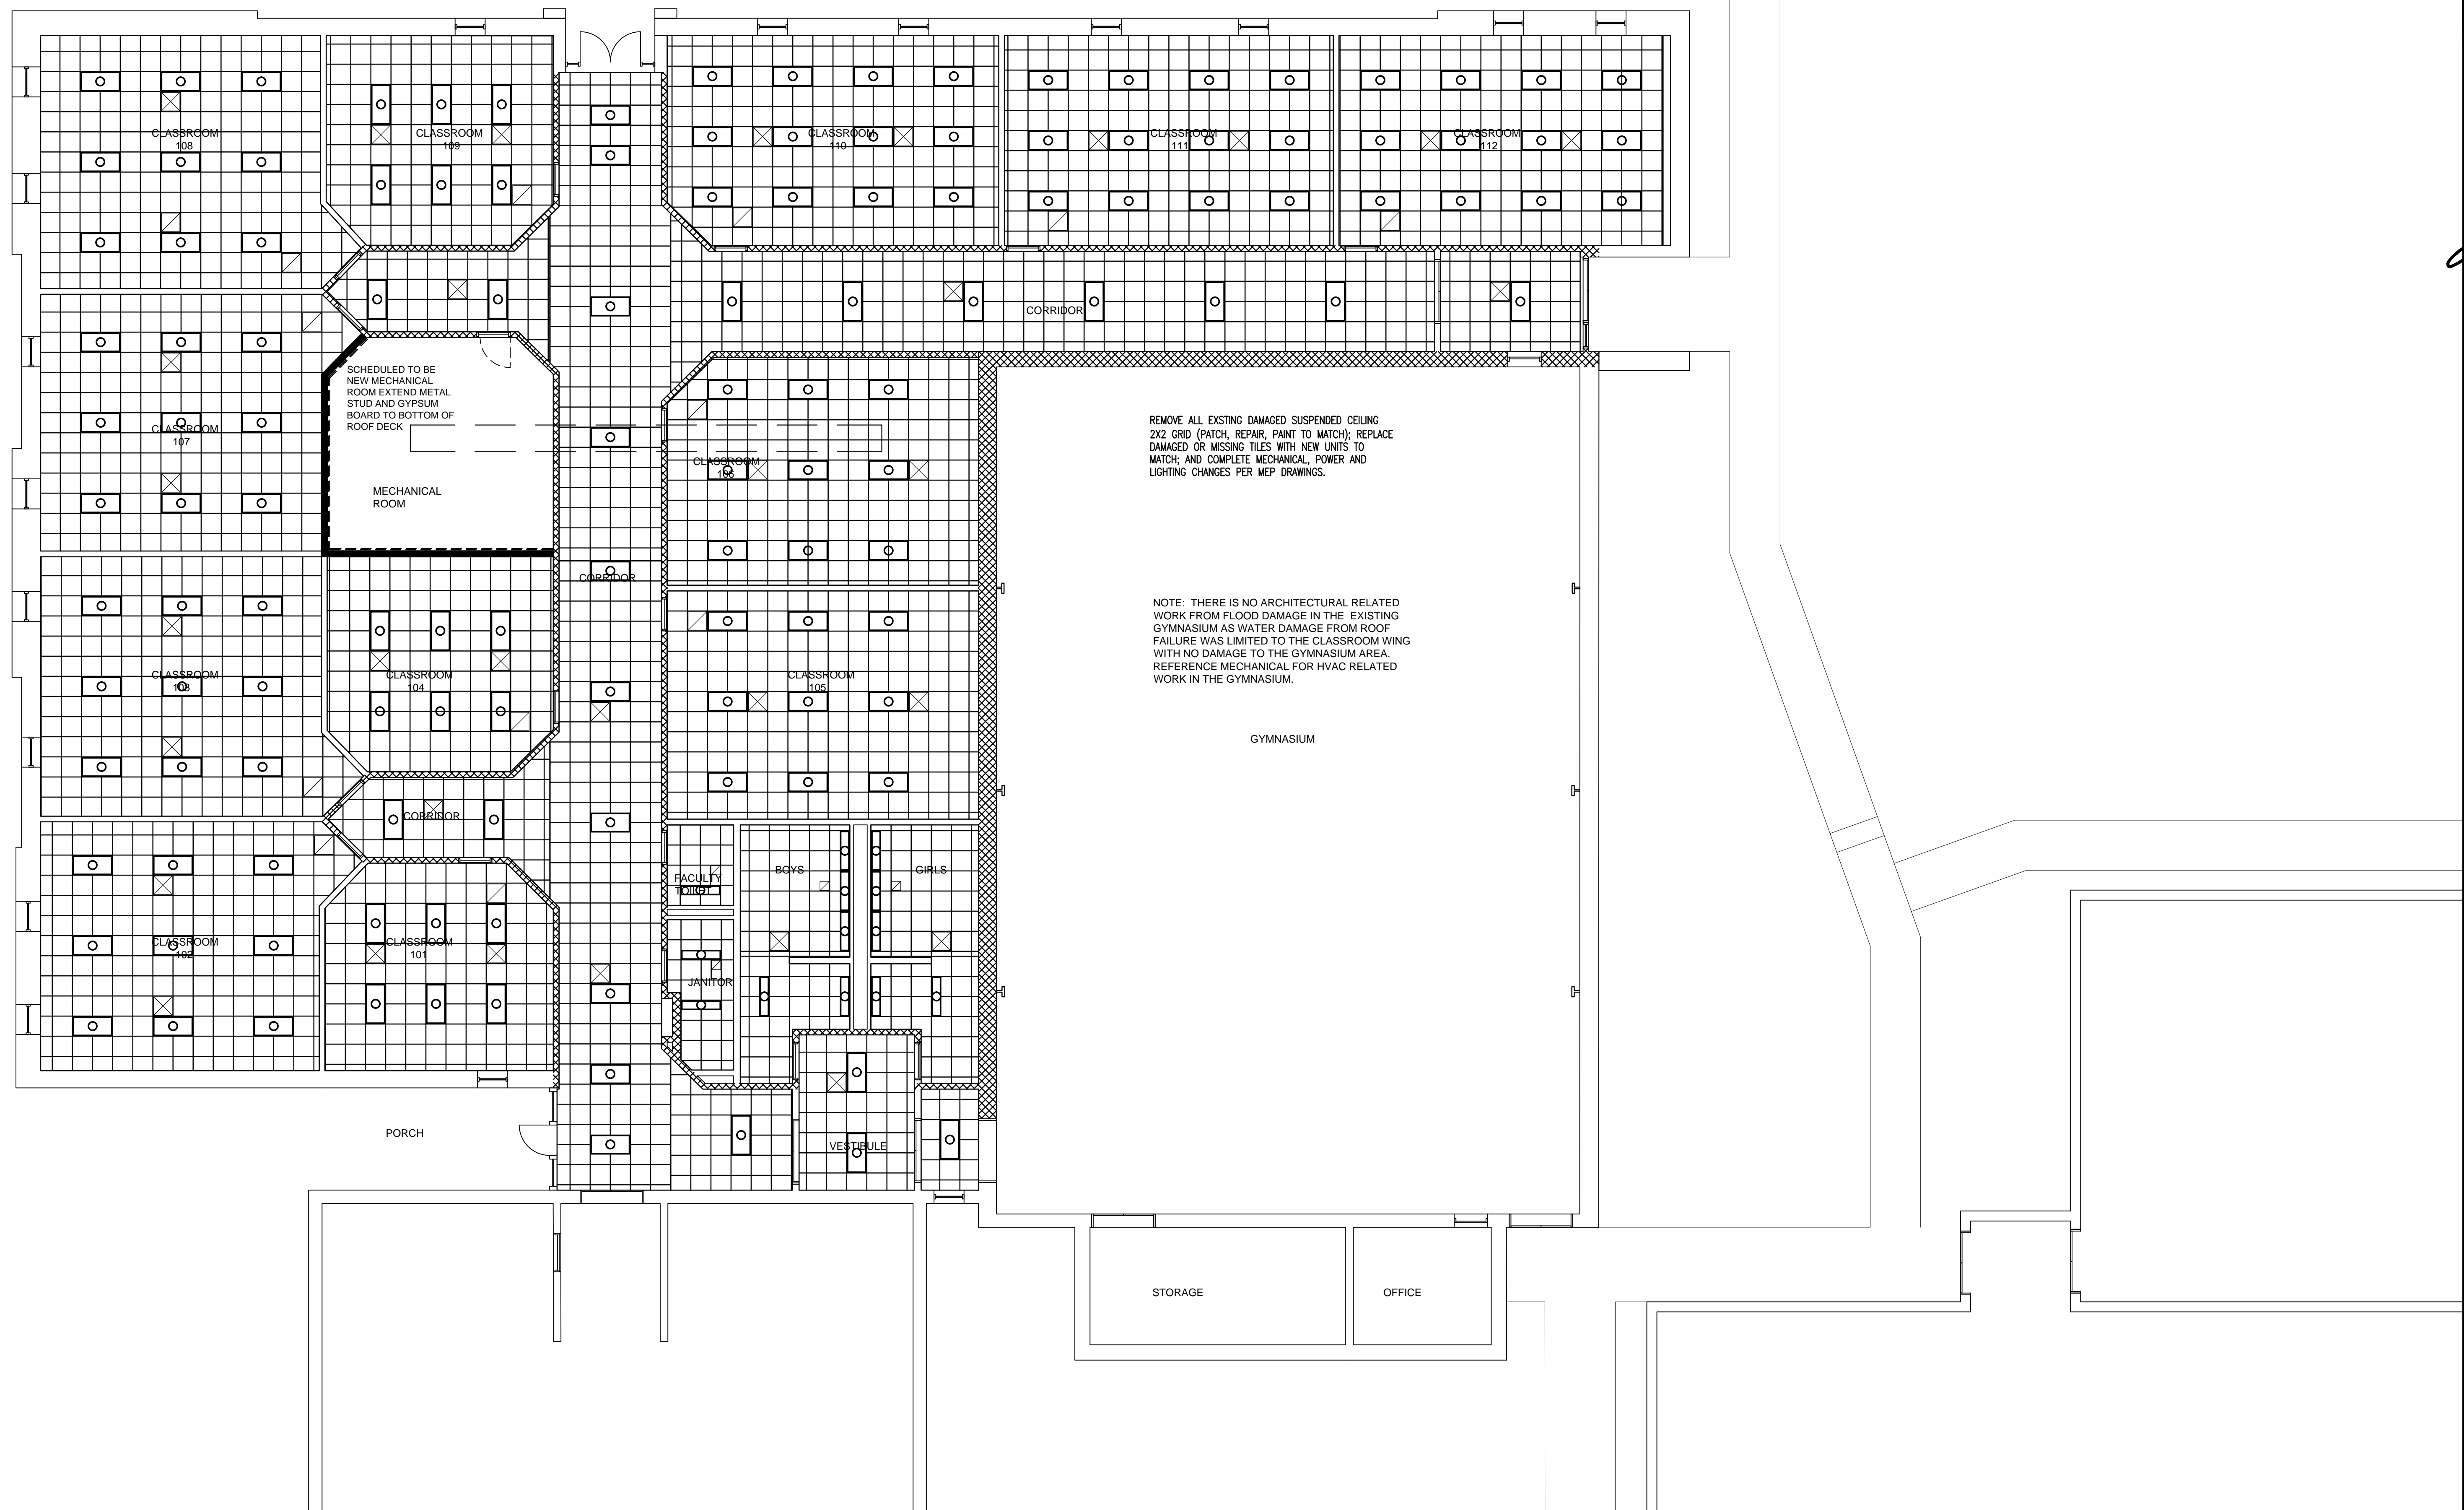 CLASSROOM
108
CLASSROOM
109
CLASSROOM
110
CLASSROOM
111
CLASSROOM
112
CORRIDOR
SCHEDULED TO BE
NEW MECHANICAL
ROOM EXTEND METAL
STUD AND GYPSUM
BOARD TO BOTTOM OF
ROOF DECK
MECHANICAL
ROOM
CLASSROOM
107
CLASSROOM
106
REMOVE ALL EXSTING DAMAGED SUSPENDED CEILING
2X2 GRID (PATCH, REPAIR, PAINT TO MATCH); REPLACE
DAMAGED OR MISSING TILES WITH NEW UNITS TO
MATCH; AND COMPLETE MECHANICAL, POWER AND
LIGHTING CHANGES PER MEP DRAWINGS.
CORRIDOR
NOTE: THERE IS NO ARCHITECTURAL RELATED
WORK FROM FLOOD DAMAGE IN THE EXISTING
GYMNASIUM AS WATER DAMAGE FROM ROOF
FAILURE WAS LIMITED TO THE CLASSROOM WING
WITH NO DAMAGE TO THE GYMNASIUM AREA.
REFERENCE MECHANICAL FOR HVAC RELATED
WORK IN THE GYMNASIUM.
CLASSROOM
103
CLASSROOM
104
CLASSROOM
105
GYMNASIUM
CORRIDOR
FACULTY
TOILET
BOYS
GIRLS
CLASSROOM
102
CLASSROOM
101
JANITOR
PORCH
VESTIBULE
STORAGE
OFFICE